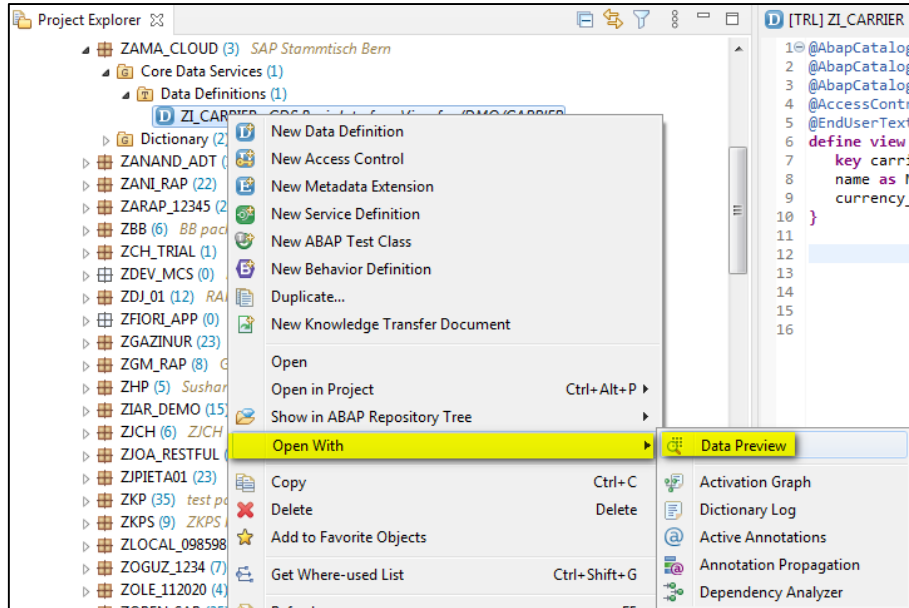 Project Explorer
ZAMA_CLOUD (3) SAP Stammtisch Bern
Core Data Services (1)
Data Definitions (1)
ZI_CARRIER
Dictionary (2)
ZANAND_ADT (
ZANI_RAP (22)
ZARAP_12345 (2
ZBB (6) BB pac
ZCH_TRIAL (1)
ZDEV_MCS (0)
ZDJ_01 (12) RA
ZFIORI_APP (0)
ZGAZINUR (23)
ZGM_RAP (8) G
ZHP (5) Sushar
ZIAR_DEMO (15)
ZJCH (6) ZJCH
ZJOA_RESTFUL (
ZJPIETA01 (23)
ZKP (35) test pa
ZKPS (9) ZKPS
ZLOCAL_098598
ZOGUZ_1234 (7)
ZOLE_112020 (4)
New Data Definition
New Access Control
New Metadata Extension
New Service Definition
New ABAP Test Class
New Behavior Definition
Duplicate...
New Knowledge Transfer Document
Open
Open in Project Ctrl+Alt+P
Show in ABAP Repository Tree
Open With
Copy Ctrl+C
Delete Delete
Add to Favorite Objects
Get Where-used List Ctrl+Shift+G
Data Preview
Activation Graph
Dictionary Log
Active Annotations
Annotation Propagation
Dependency Analyzer
[TRL] ZI_CARRIER
1 @AbapCatalog
2 @AbapCatalog
3 @AbapCatalog
4 @AccessContr
5 @EndUserText
6 define view
7 key carri
8 name as
9 currency_
10 }
11
12
13
14
15
16